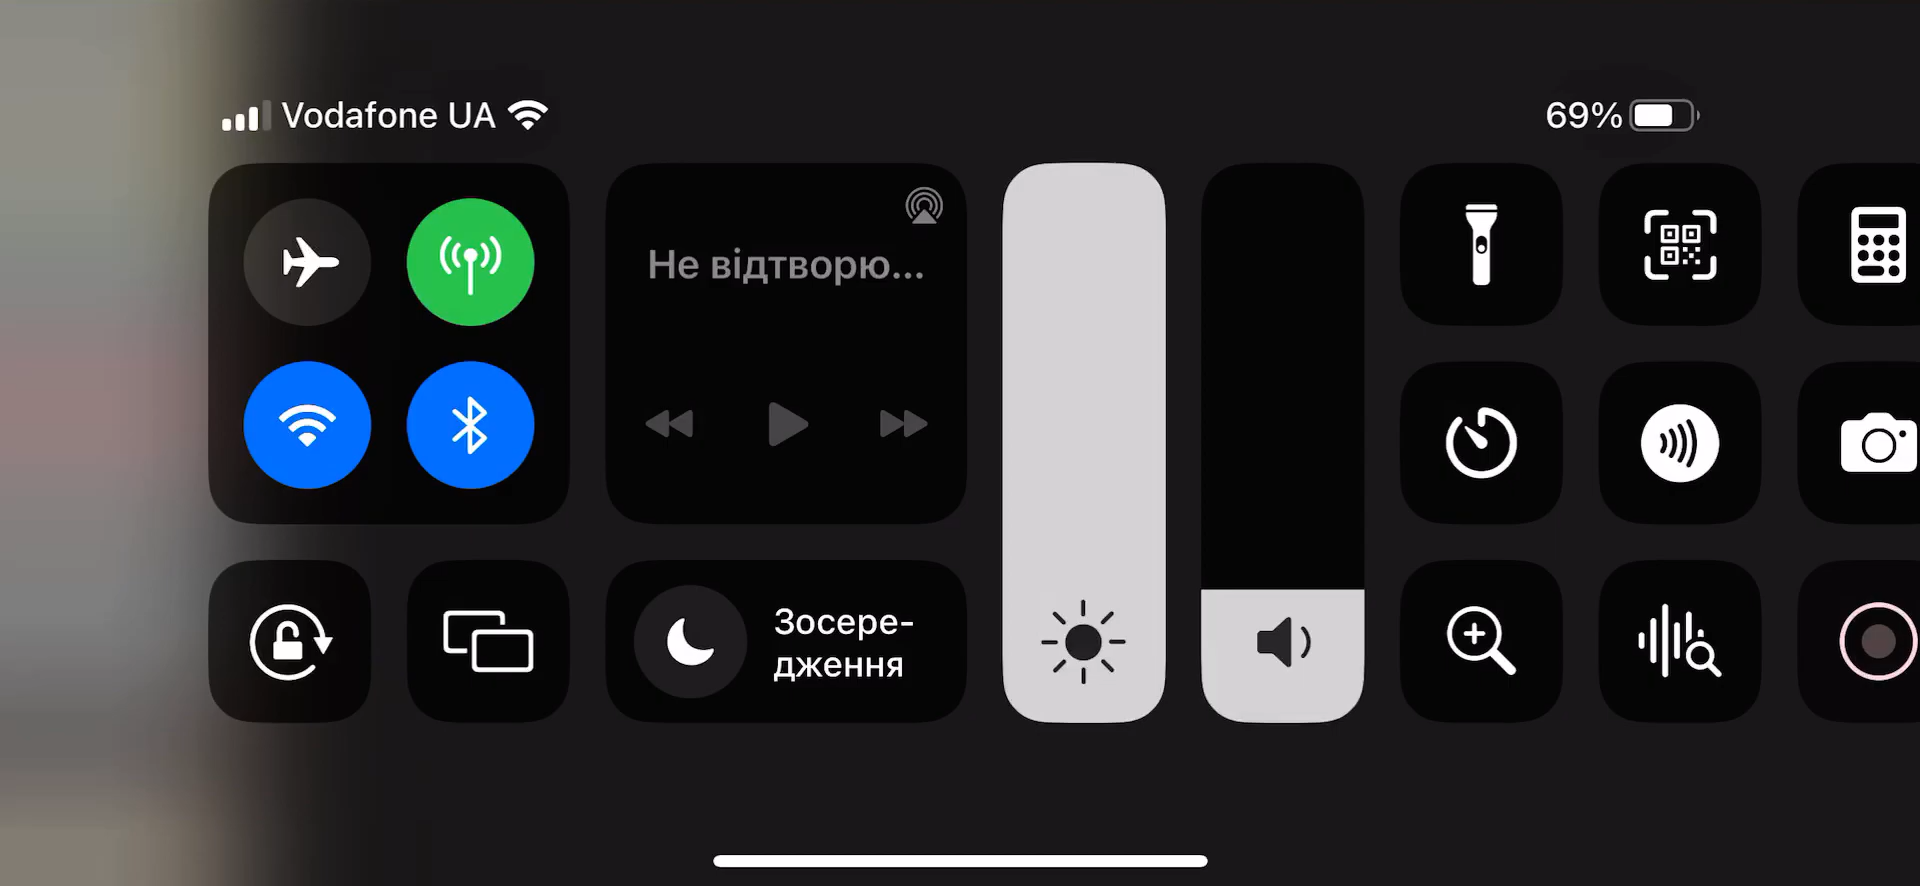 Vodafone UA
69%
Не відтворю...
Зосере-
дження